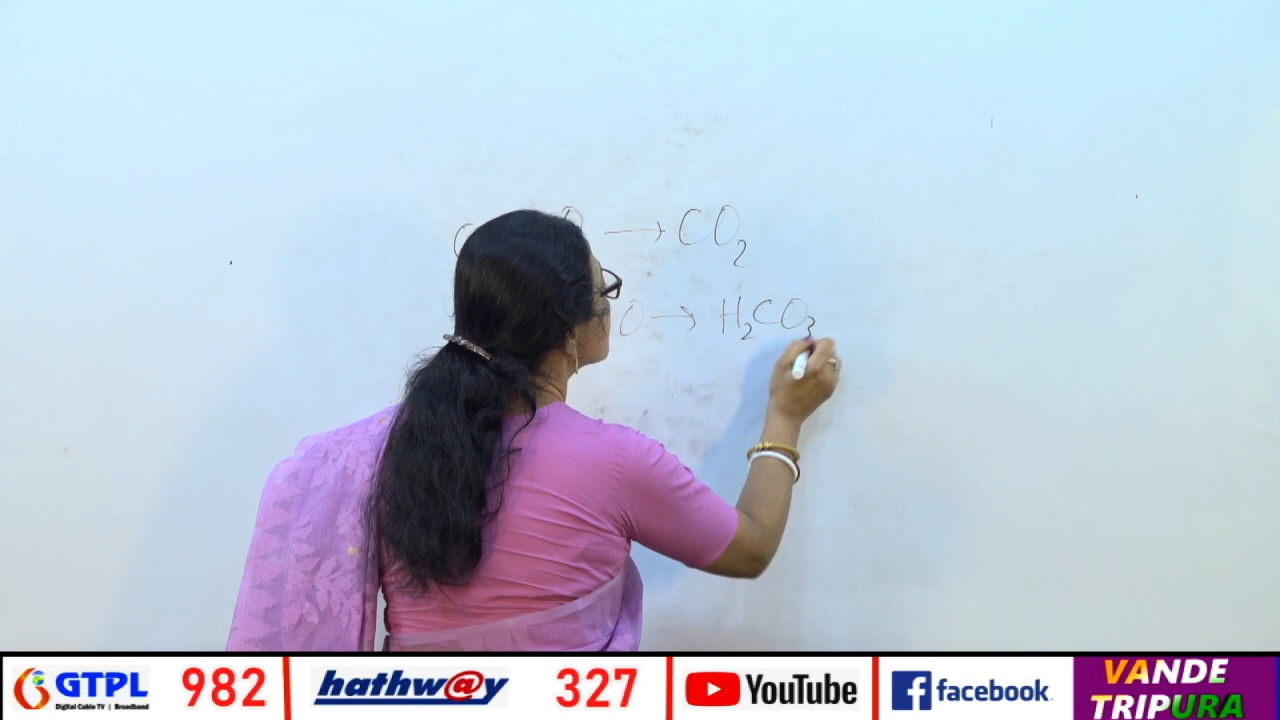 C → CO₂
O → H₂CO₃
GTPL 982 hathw@y 327 YouTube facebook. VANDE
Digital Cable TV | Broadband TRIPURA